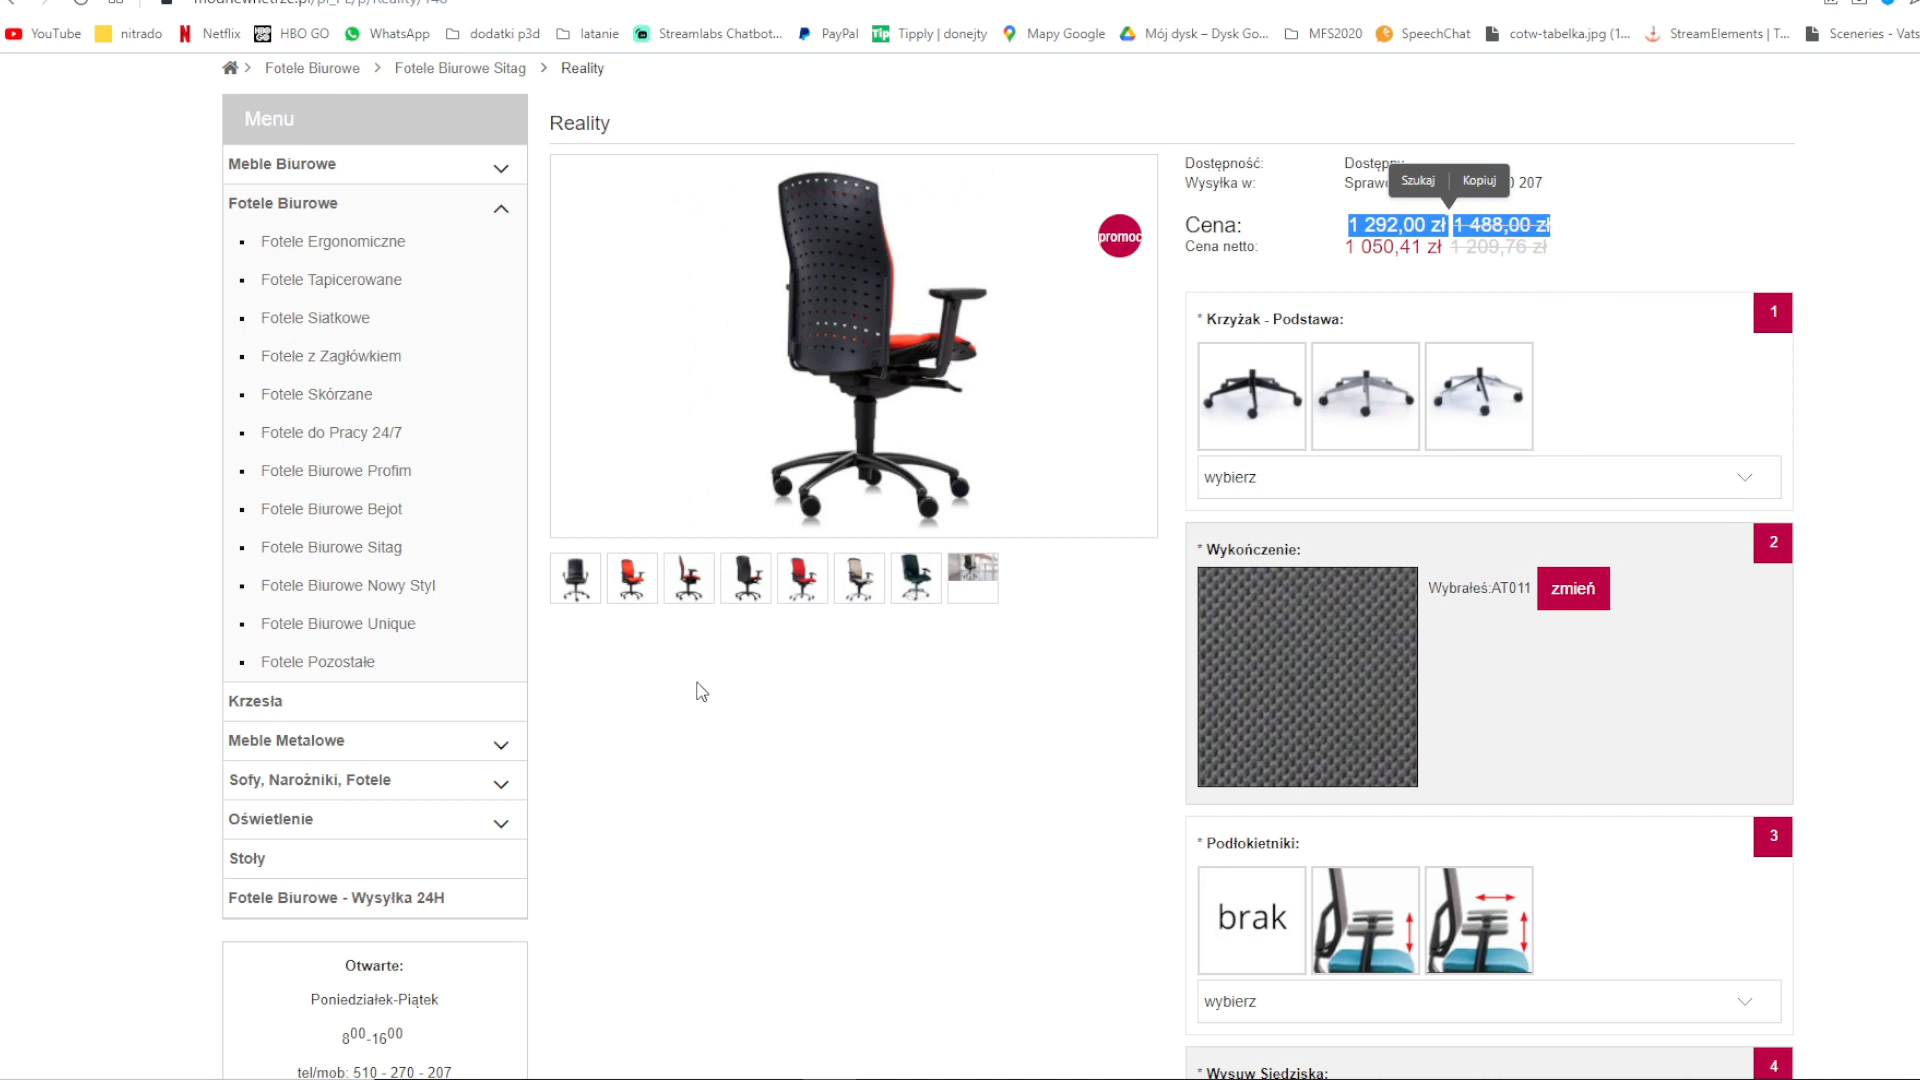 YouTube nitrado Netflix HBO GO WhatsApp dodatki p3d latanie Streamlabs Chatbot... PayPal Tipply | donejty Mapy Google Mój dysk – Dysk Go... MFS2020 SpeechChat cotw-tabelka.jpg (1... StreamElements | T... Sceneries - Vats
Fotele Biurowe > Fotele Biurowe Sitag > Reality
Menu
Meble Biurowe
Fotele Biurowe
Fotele Ergonomiczne
Fotele Tapicerowane
Fotele Siatkowe
Fotele z Zagłówkiem
Fotele Skórzane
Fotele do Pracy 24/7
Fotele Biurowe Profim
Fotele Biurowe Bejot
Fotele Biurowe Sitag
Fotele Biurowe Nowy Styl
Fotele Biurowe Unique
Fotele Pozostałe
Krzesła
Meble Metalowe
Sofy, Narożniki, Fotele
Oświetlenie
Stoły
Fotele Biurowe - Wysyłka 24H
Otwarte:
Poniedziałek-Piątek
8⁰⁰-16⁰⁰
tel/mob: 510 - 270 - 207
Reality
promoc
Dostępność: Dostępny
Wysyłka w: 207
Szukaj Kopiuj
Cena: 1 292,00 zł 1 488,00 zł
Cena netto: 1 050,41 zł 1 209,76 zł
* Krzyżak - Podstawa: 1
wybierz
* Wykończenie: 2
Wybrałeś:AT011 zmień
* Podłokietniki: 3
brak
wybierz
* Wysuw Siedziska: 4